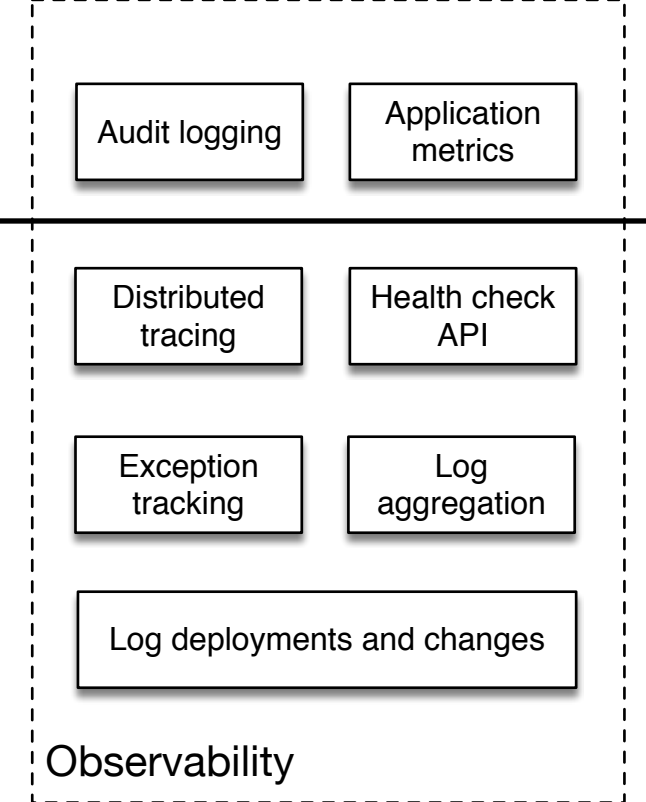 Audit logging
Application
metrics
Distributed
tracing
Health check
API
Exception
tracking
Log
aggregation
Log deployments and changes
Observability